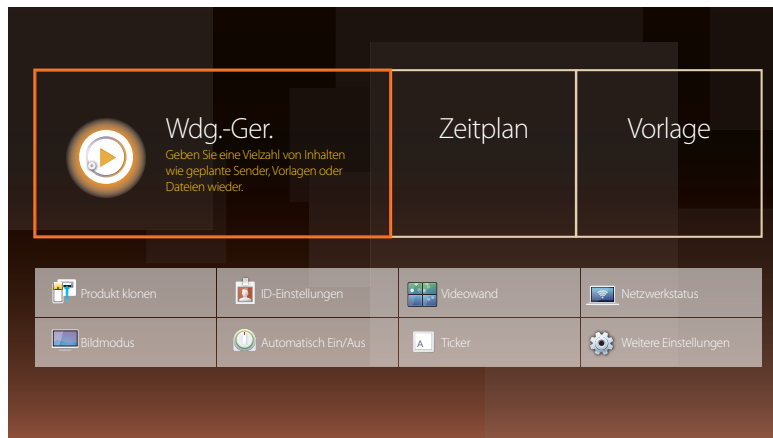 Wdg.-Ger.
Geben Sie eine Vielzahl von Inhalten
wie geplante Sender, Vorlagen oder
Dateien wieder.
Zeitplan
Vorlage
Produkt klonen
ID-Einstellungen
Videowand
Netzwerkstatus
Bildmodus
Automatisch Ein/Aus
A
Ticker
Weitere Einstellungen